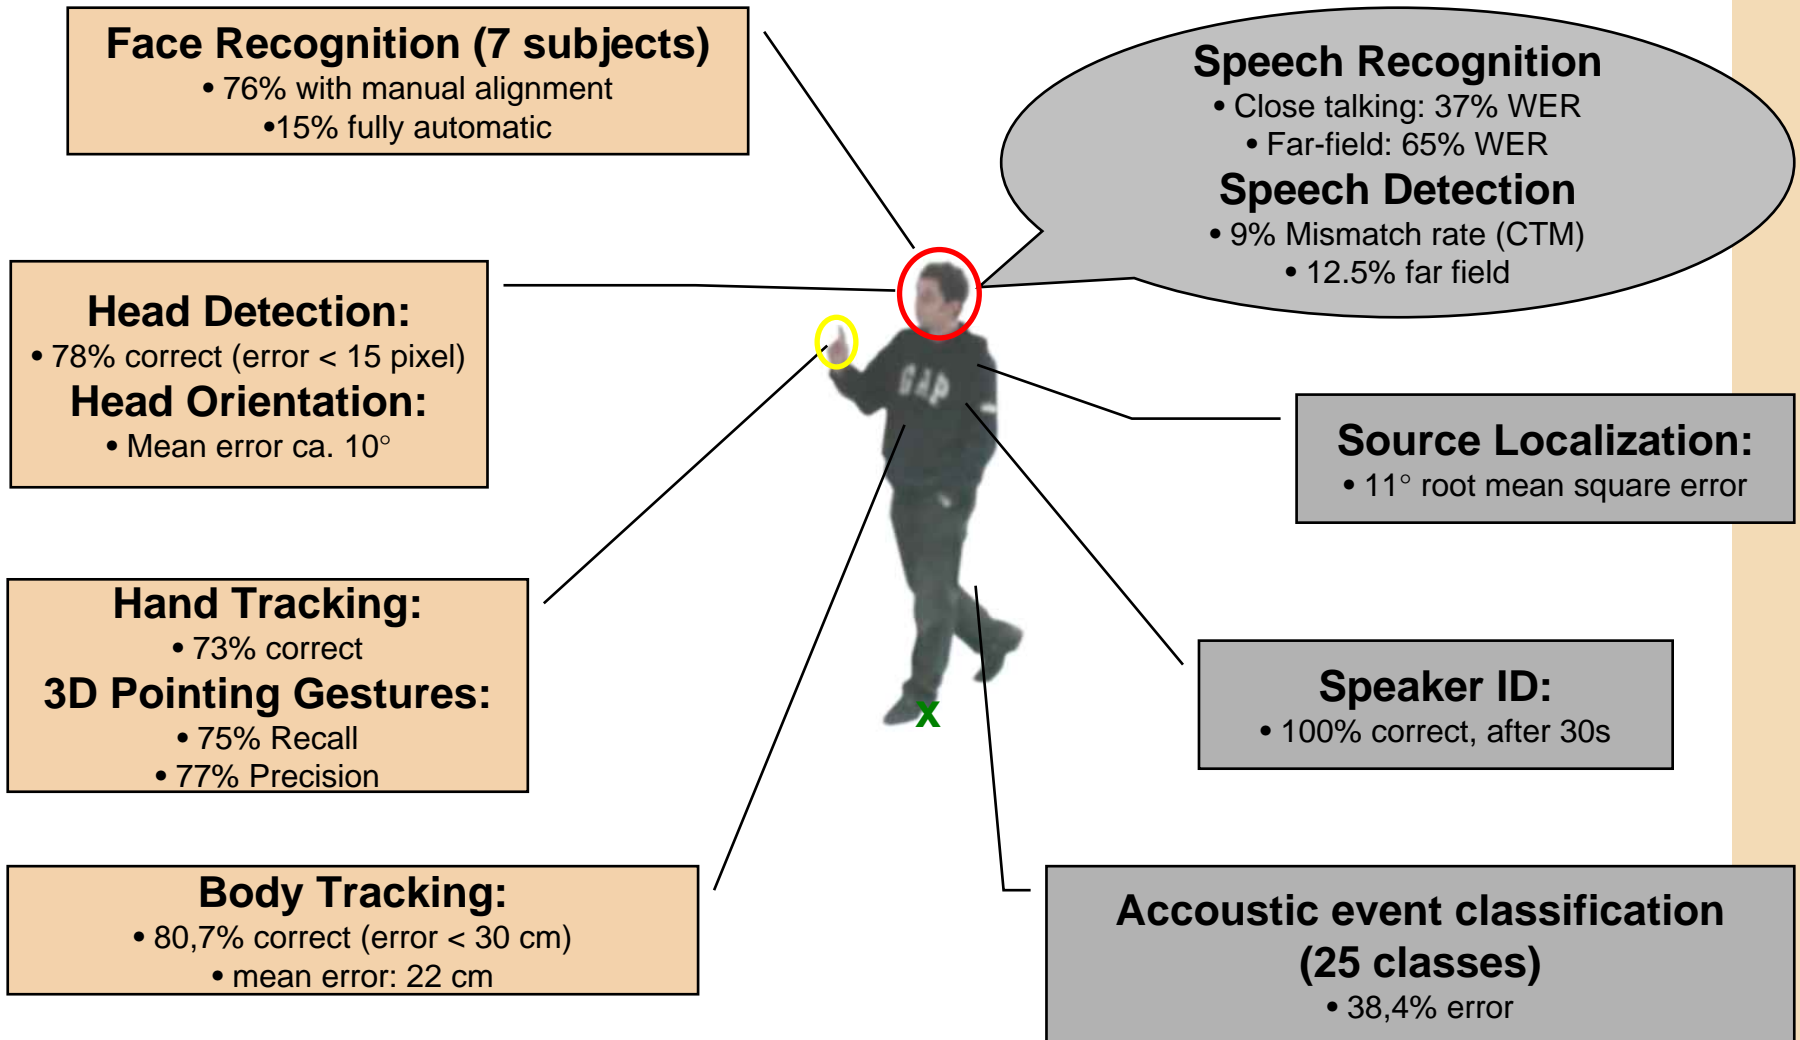 Face Recognition (7 subjects)
• 76% with manual alignment
•15% fully automatic
Speech Recognition
• Close talking: 37% WER
• Far-field: 65% WER
Speech Detection
• 9% Mismatch rate (CTM)
• 12.5% far field
Head Detection:
• 78% correct (error < 15 pixel)
Head Orientation:
• Mean error ca. 10°
GAP
Source Localization:
• 11° root mean square error
Hand Tracking:
• 73% correct
3D Pointing Gestures:
• 75% Recall
• 77% Precision
Speaker ID:
• 100% correct, after 30s
x
Body Tracking:
• 80,7% correct (error < 30 cm)
• mean error: 22 cm
Accoustic event classification
(25 classes)
• 38,4% error